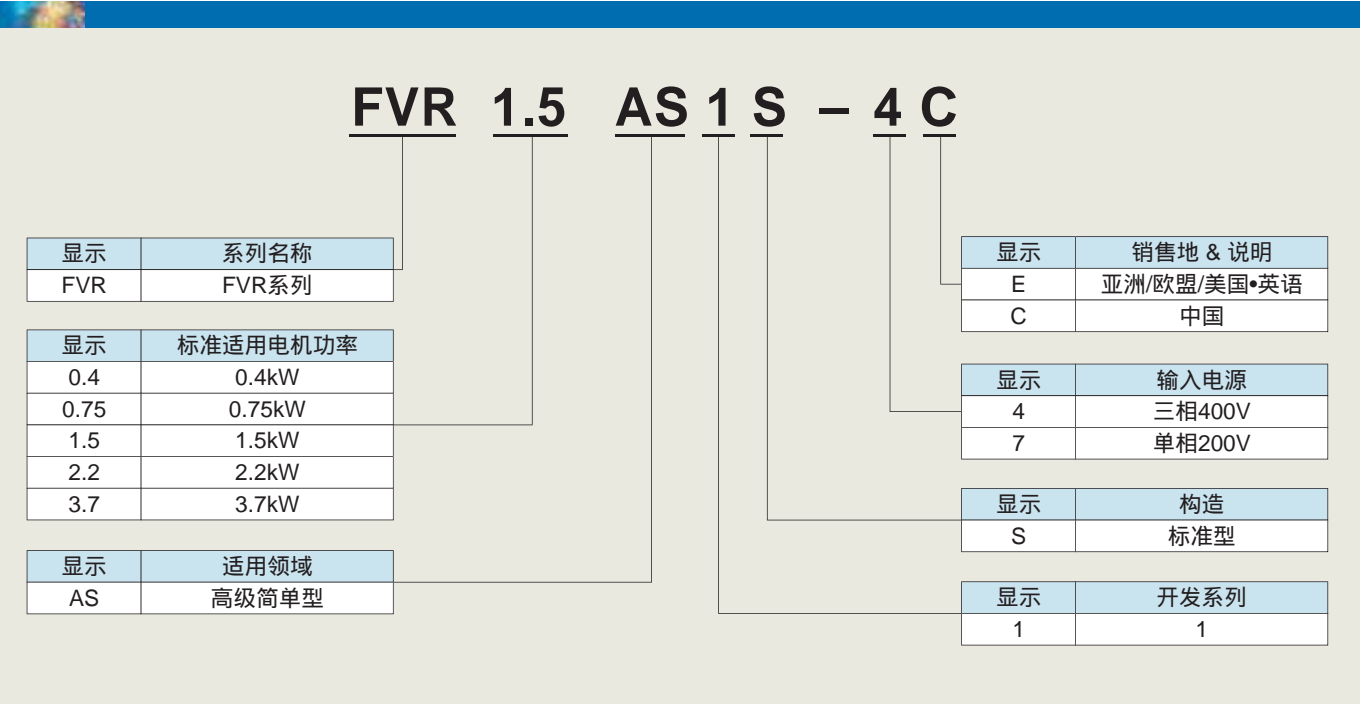 FVR 1.5 AS 1 S – 4 C
显示 系列名称
FVR FVR系列
显示 标准适用电机功率
0.4 0.4kW
0.75 0.75kW
1.5 1.5kW
2.2 2.2kW
3.7 3.7kW
显示 适用领域
AS 高级简单型
显示 销售地 & 说明
E 亚洲/欧盟/美国•英语
C 中国
显示 输入电源
4 三相400V
7 单相200V
显示 构造
S 标准型
显示 开发系列
1 1